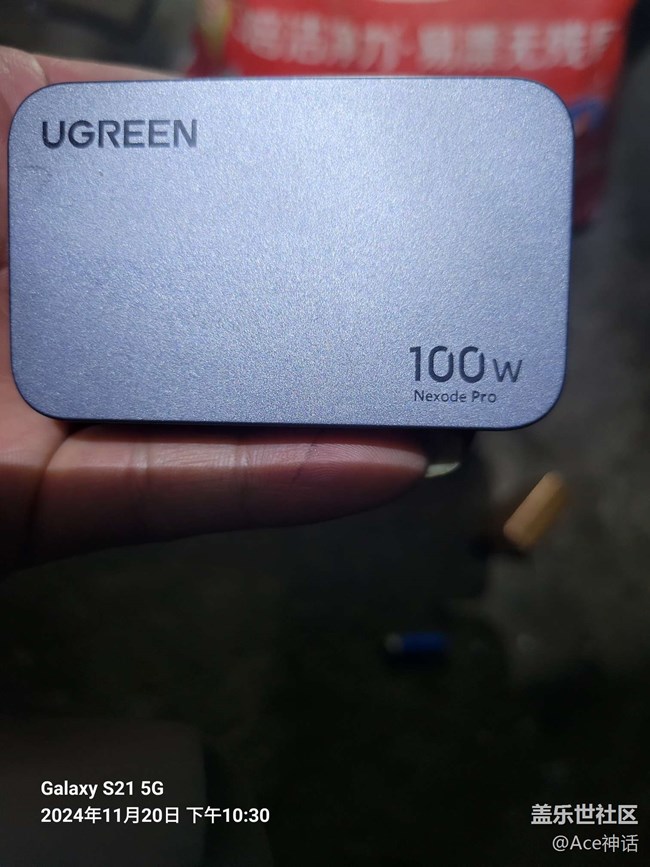 UGREEN
100W
Nexode Pro
Galaxy S21 5G
2024年11月20日 下午10:30
盖乐世社区
@Ace神话